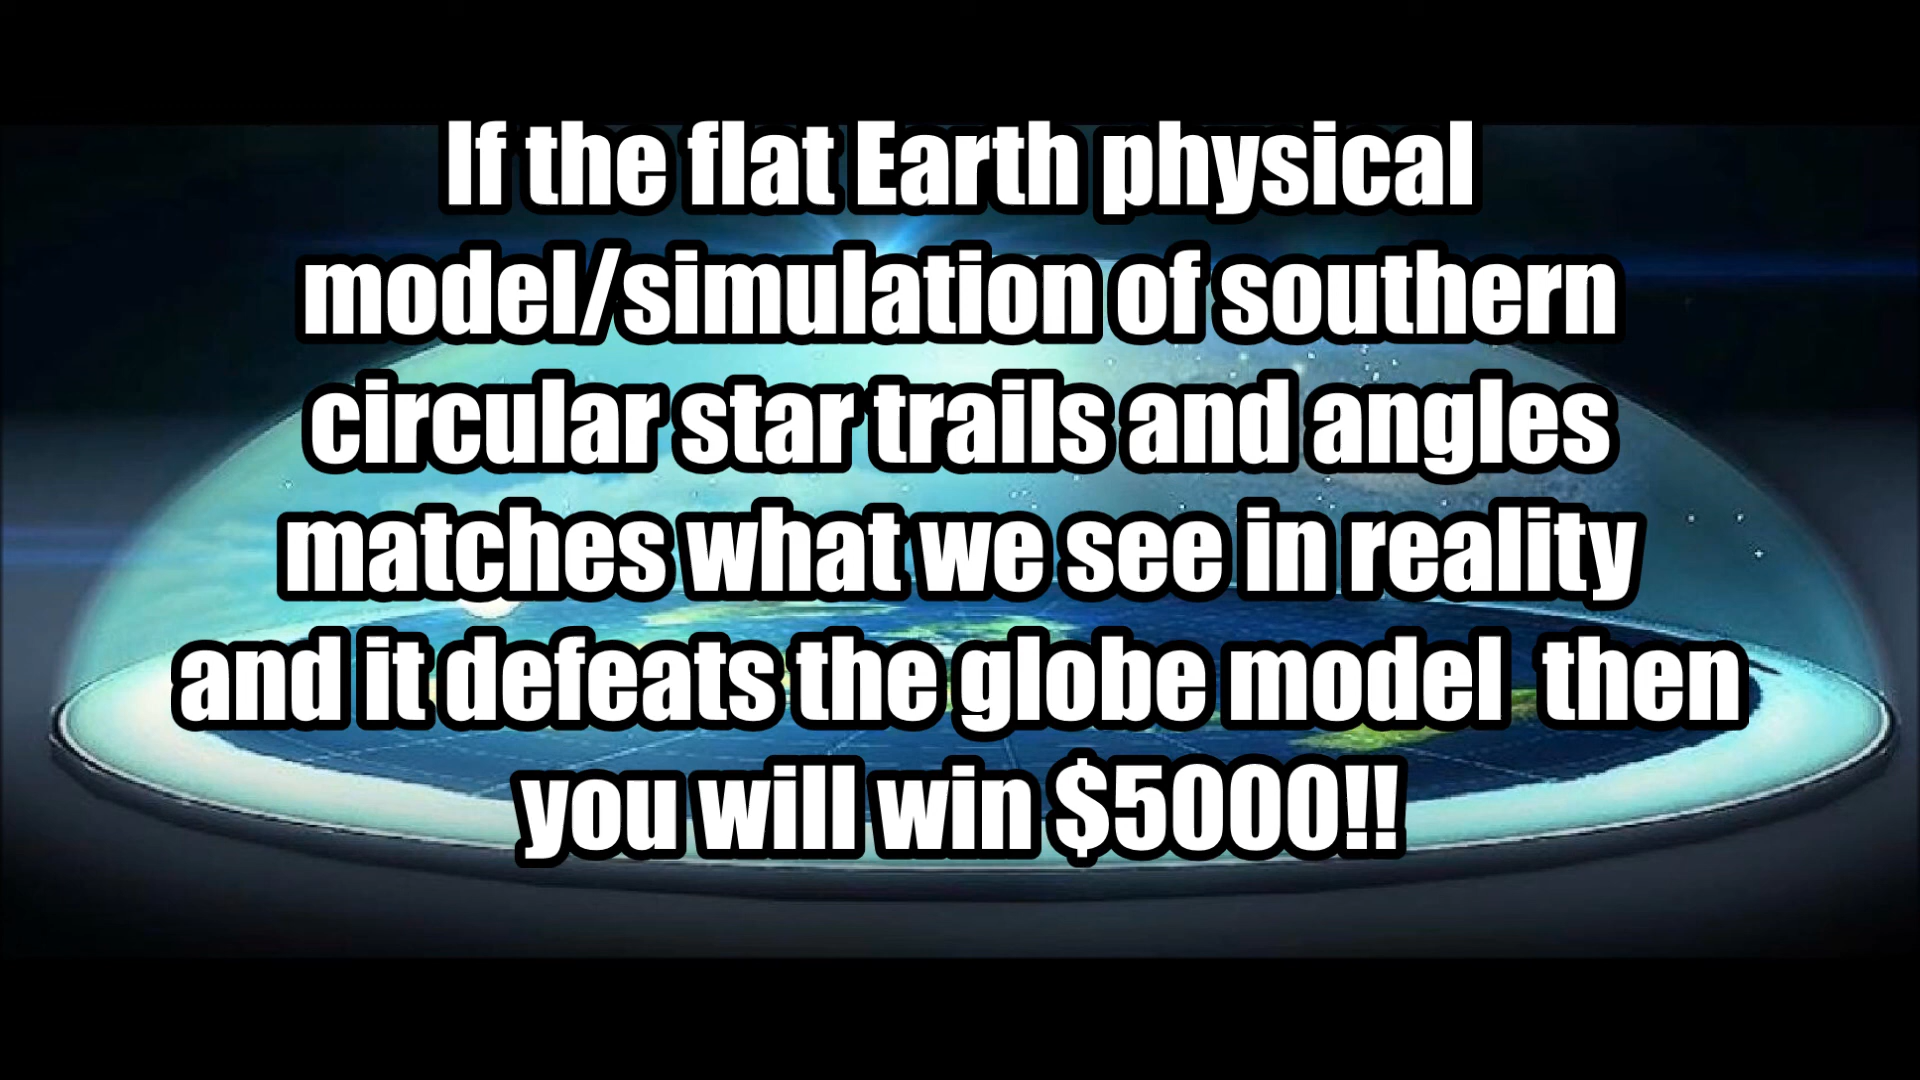 If the flat Earth physical
model/simulation of southern
circular star trails and angles
matches what we see in reality
and it defeats the globe model then
you will win $5000!!